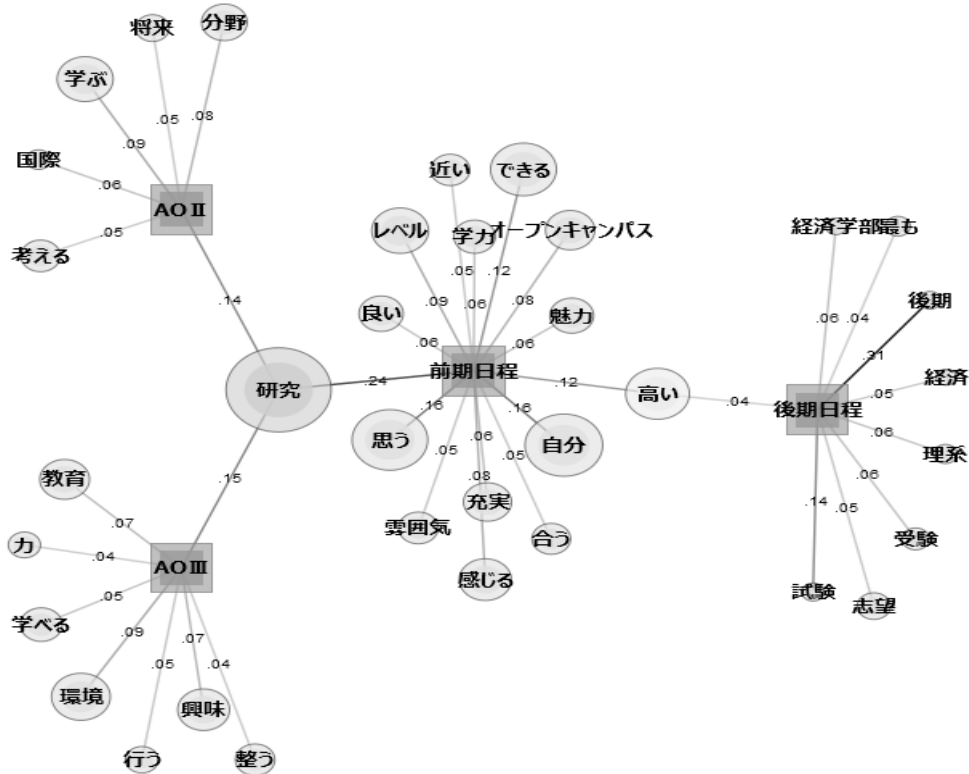 将来
分野
学ぶ
.05
.08
.09
国際
.06
AO II
.05
考える
.14
近い
できる
レベル
学力
オープンキャンパス
.05
.12
.09
.06
.08
良い
魅力
.06
.06
前期日程
研究
.24
.12
高い
.04
.16
.16
思う
自分
.06
.05
.05
.08
充実
雰囲気
合う
感じる
経済学部
最も
後期
.06
.04
.31
経済
.05
後期日程
.06
理系
.06
.14
.05
受験
試験
志望
.15
教育
.07
力
.04
AO III
.05
学べる
.09
.07
.05
.04
環境
興味
行う
整う